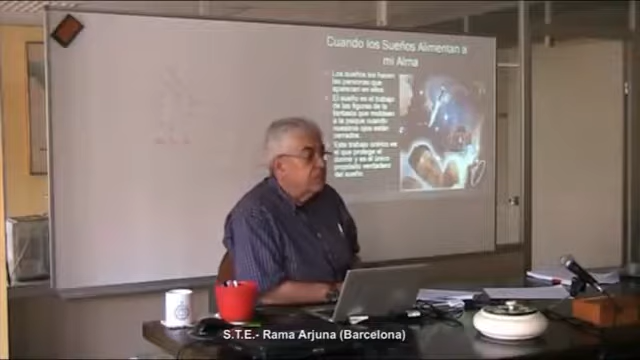 Cuando los Sueños Alimentan a
mi Alma
Los sueños los hacen
las personas que
aparecen en ellos
El sueño es el trabajo
de las figuras de la
fantasía que moldean
a la psique cuando
nuestros ojos están
cerrados.
Este trabajo onírico es
el que protege el
dormir y es el único
propósito verdadero
del sueño.
S.T.E.- Rama Arjuna (Barcelona)